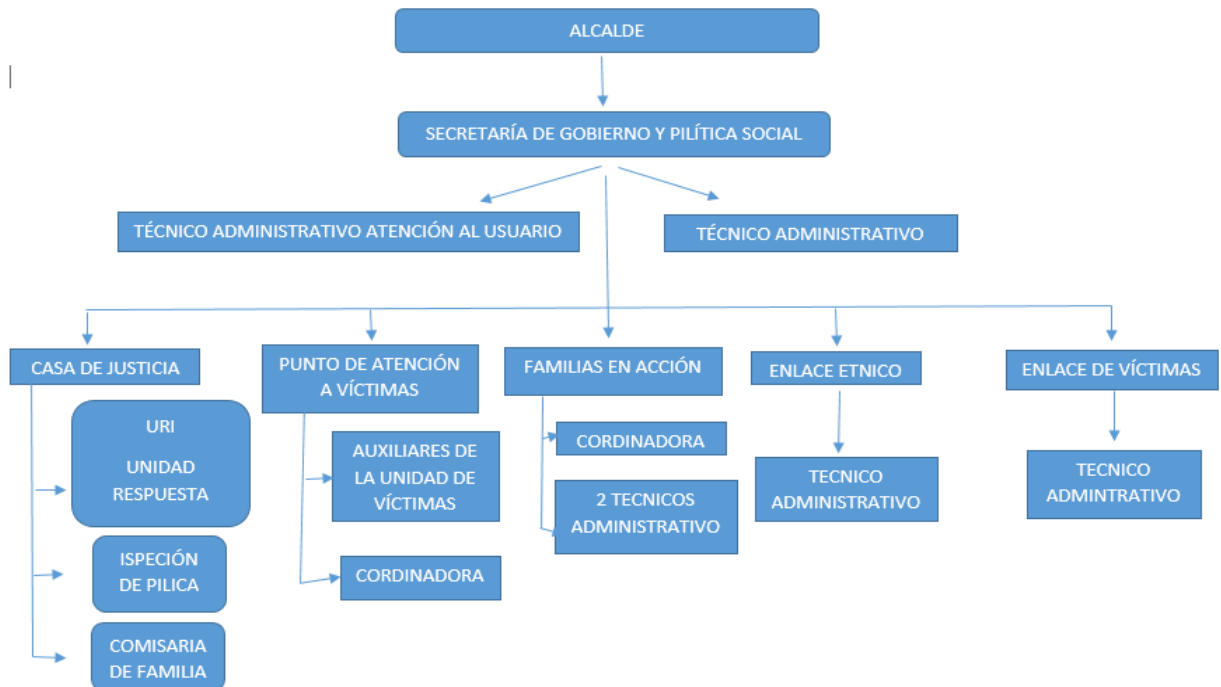 ALCALDE
SECRETARÍA DE GOBIERNO Y PILÍTICA SOCIAL
TÉCNICO ADMINISTRATIVO ATENCIÓN AL USUARIO
TÉCNICO ADMINISTRATIVO
CASA DE JUSTICIA
URI
UNIDAD
RESPUESTA
ISPECIÓN
DE PILICA
COMISARIA
DE FAMILIA
PUNTO DE ATENCIÓN
A VÍCTIMAS
AUXILIARES DE
LA UNIDAD DE
VÍCTIMAS
CORDINADORA
FAMILIAS EN ACCIÓN
CORDINADORA
2 TECNICOS
ADMINISTRATIVO
ENLACE ETNICO
TECNICO
ADMINISTRATIVO
ENLACE DE VÍCTIMAS
TECNICO
ADMINTRATIVO